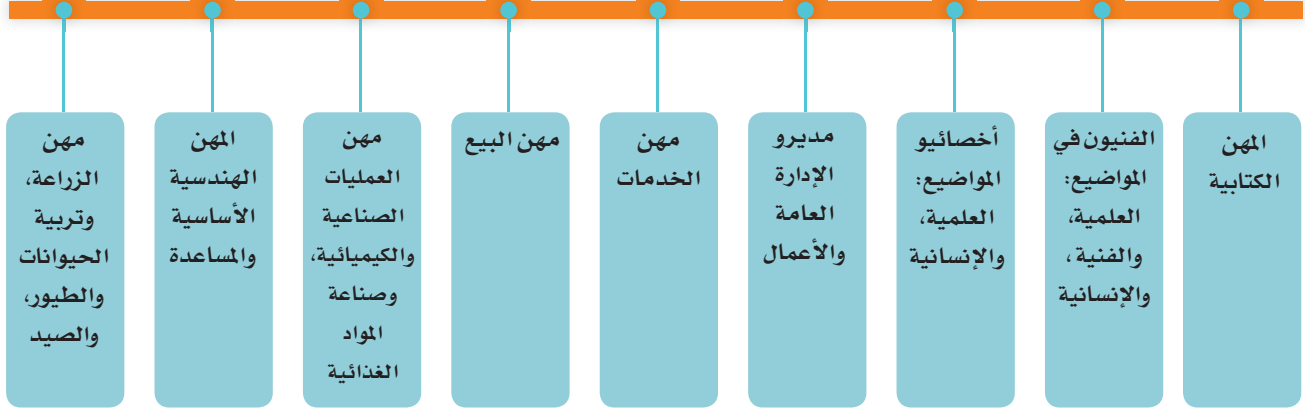 المهن
الكتابية
الفنيون في
المواضيع:
العلمية،
والفنية ،
والإنسانية
أخصائيو
المواضيع:
العلمية،
والإنسانية
مديرو
الإدارة
العامة
والأعمال
مهن
الخدمات
مهن البيع
مهن
العمليات
الصناعية
والكيميائية،
وصناعة
المواد
الغذائية
المهن
الهندسية
الأساسية
والمساعدة
مهن
الزراعة،
وتربية
الحيوانات
والطيور،
والصيد